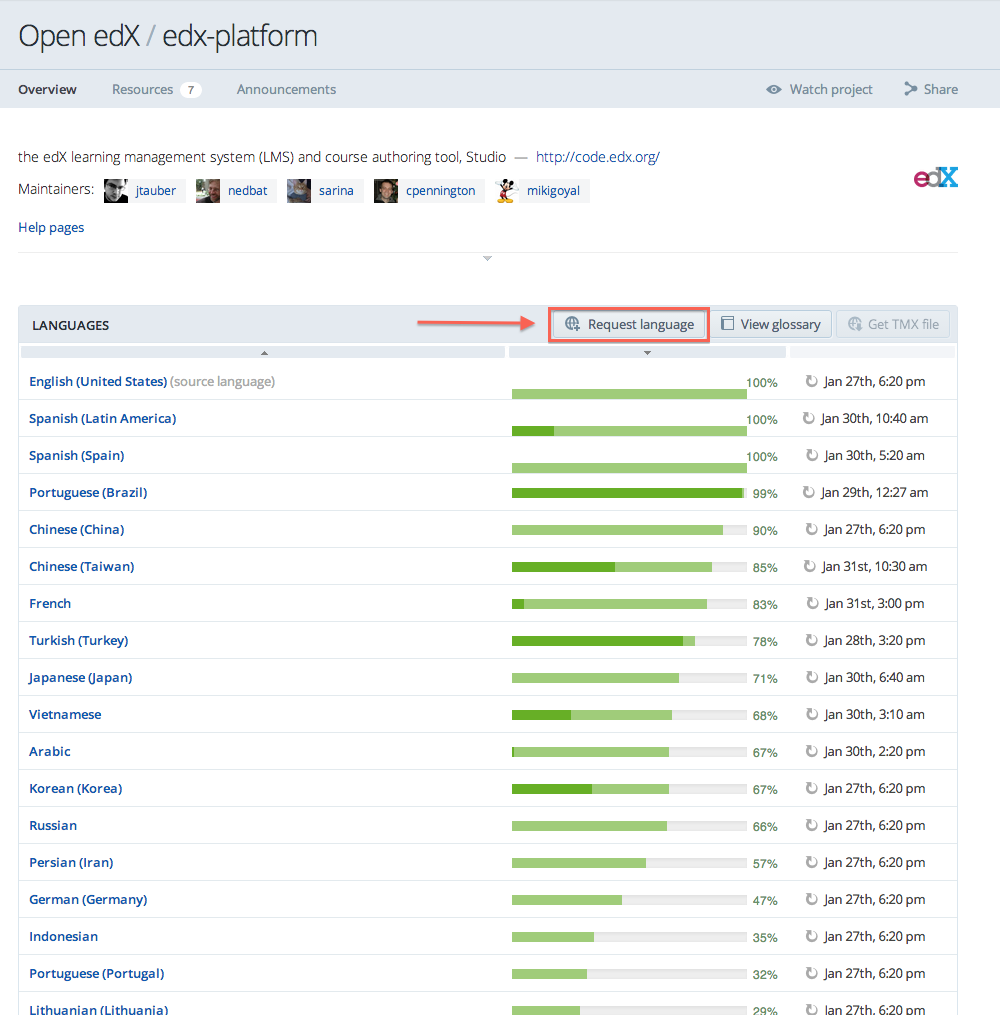 Open edX / edx-platform
Overview Resources 7 Announcements Watch project Share
the edX learning management system (LMS) and course authoring tool, Studio — http://code.edx.org/
edX
Maintainers: jtauber nedbat sarina cpennington mikigoyal
Help pages
LANGUAGES Request language View glossary Get TMX file
English (United States) (source language) 100% Jan 27th, 6:20 pm
Spanish (Latin America) 100% Jan 30th, 10:40 am
Spanish (Spain) 100% Jan 30th, 5:20 am
Portuguese (Brazil) 99% Jan 29th, 12:27 am
Chinese (China) 90% Jan 27th, 6:20 pm
Chinese (Taiwan) 85% Jan 31st, 10:30 am
French 83% Jan 31st, 3:00 pm
Turkish (Turkey) 78% Jan 28th, 3:20 pm
Japanese (Japan) 71% Jan 30th, 6:40 am
Vietnamese 68% Jan 30th, 3:10 am
Arabic 67% Jan 30th, 2:20 pm
Korean (Korea) 67% Jan 27th, 6:20 pm
Russian 66% Jan 27th, 6:20 pm
Persian (Iran) 57% Jan 27th, 6:20 pm
German (Germany) 47% Jan 27th, 6:20 pm
Indonesian 35% Jan 27th, 6:20 pm
Portuguese (Portugal) 32% Jan 27th, 6:20 pm
Lithuanian (Lithuania) 29% Jan 27th, 6:20 pm